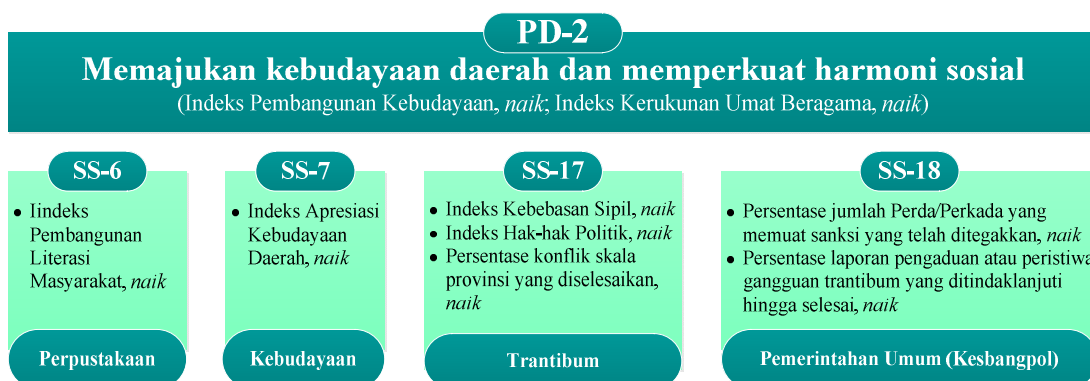 PD-2
Memajukan kebudayaan daerah dan memperkuat harmoni sosial
(Indeks Pembangunan Kebudayaan, naik; Indeks Kerukunan Umat Beragama, naik)
SS-6
• Iindeks
Pembangunan
Literasi
Masyarakat, naik
Perpustakaan
SS-7
• Indeks Apresiasi
Kebudayaan
Daerah, naik
Kebudayaan
SS-17
• Indeks Kebebasan Sipil, naik
• Indeks Hak-hak Politik, naik
• Persentase konflik skala
provinsi yang diselesaikan,
naik
Trantibum
SS-18
• Persentase jumlah Perda/Perkada yang
memuat sanksi yang telah ditegakkan, naik
• Persentase laporan pengaduan atau peristiwa
gangguan trantibum yang ditindaklanjuti
hingga selesai, naik
Pemerintahan Umum (Kesbangpol)